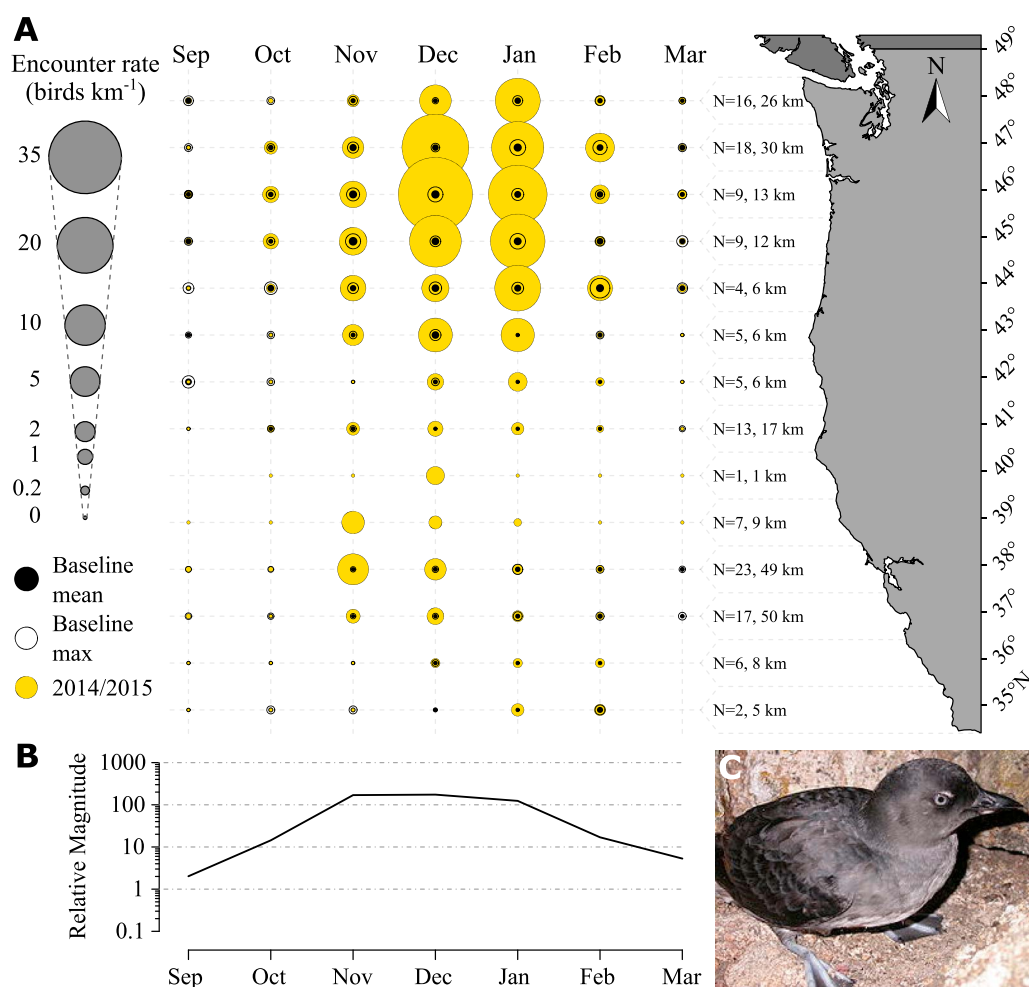 A
Encounter rate
(birds km-1)
35
20
10
5
2
1
0.2
0
Baseline
mean
Baseline
max
2014/2015
Sep Oct Nov Dec Jan Feb Mar
N=16, 26 km
N=18, 30 km
N=9, 13 km
N=9, 12 km
N=4, 6 km
N=5, 6 km
N=5, 6 km
N=13, 17 km
N=1, 1 km
N=7, 9 km
N=23, 49 km
N=17, 50 km
N=6, 8 km
N=2, 5 km
N
49°
48°
47°
46°
45°
44°
43°
42°
41°
40°
39°
38°
37°
36°
35°N
B
Relative Magnitude
1000
100
10
1
0.1
Sep Oct Nov Dec Jan Feb Mar
C